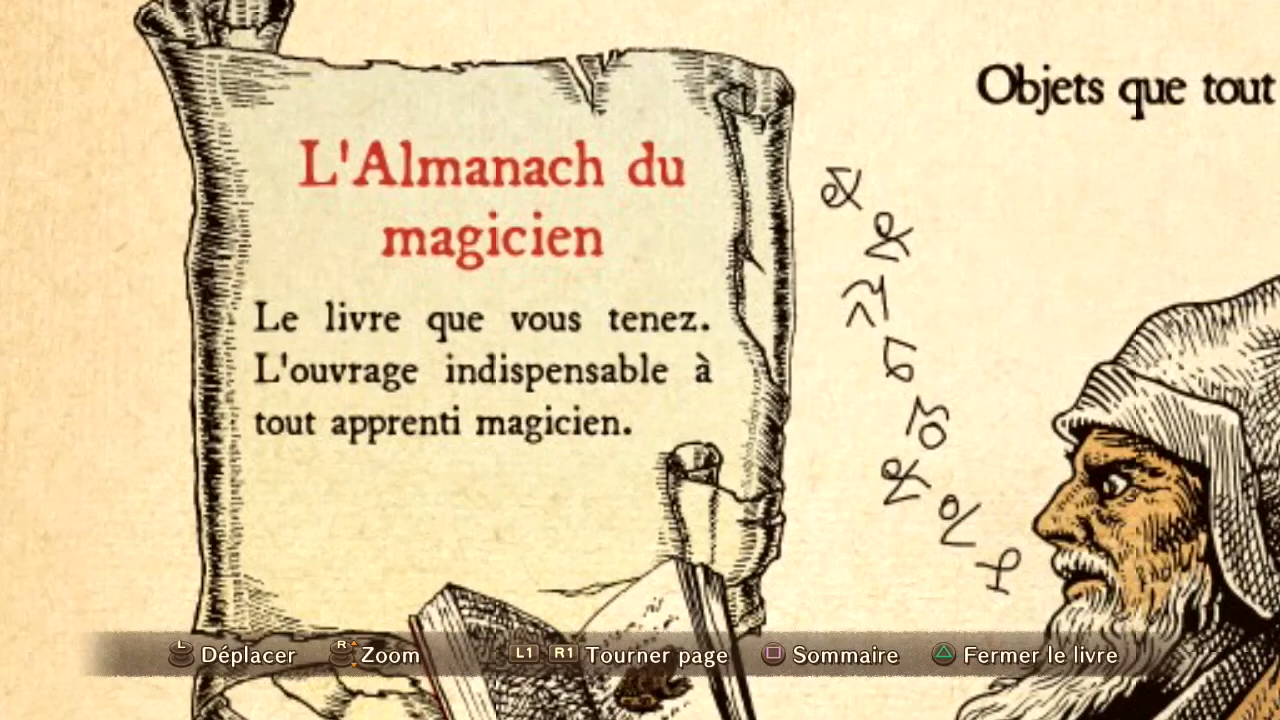 L'Almanach du
magicien
Le livre que vous tenez.
L'ouvrage indispensable à
tout apprenti magicien.
Objets que tout
L Déplacer R Zoom L1 R1 Tourner page Sommaire Fermer le livre